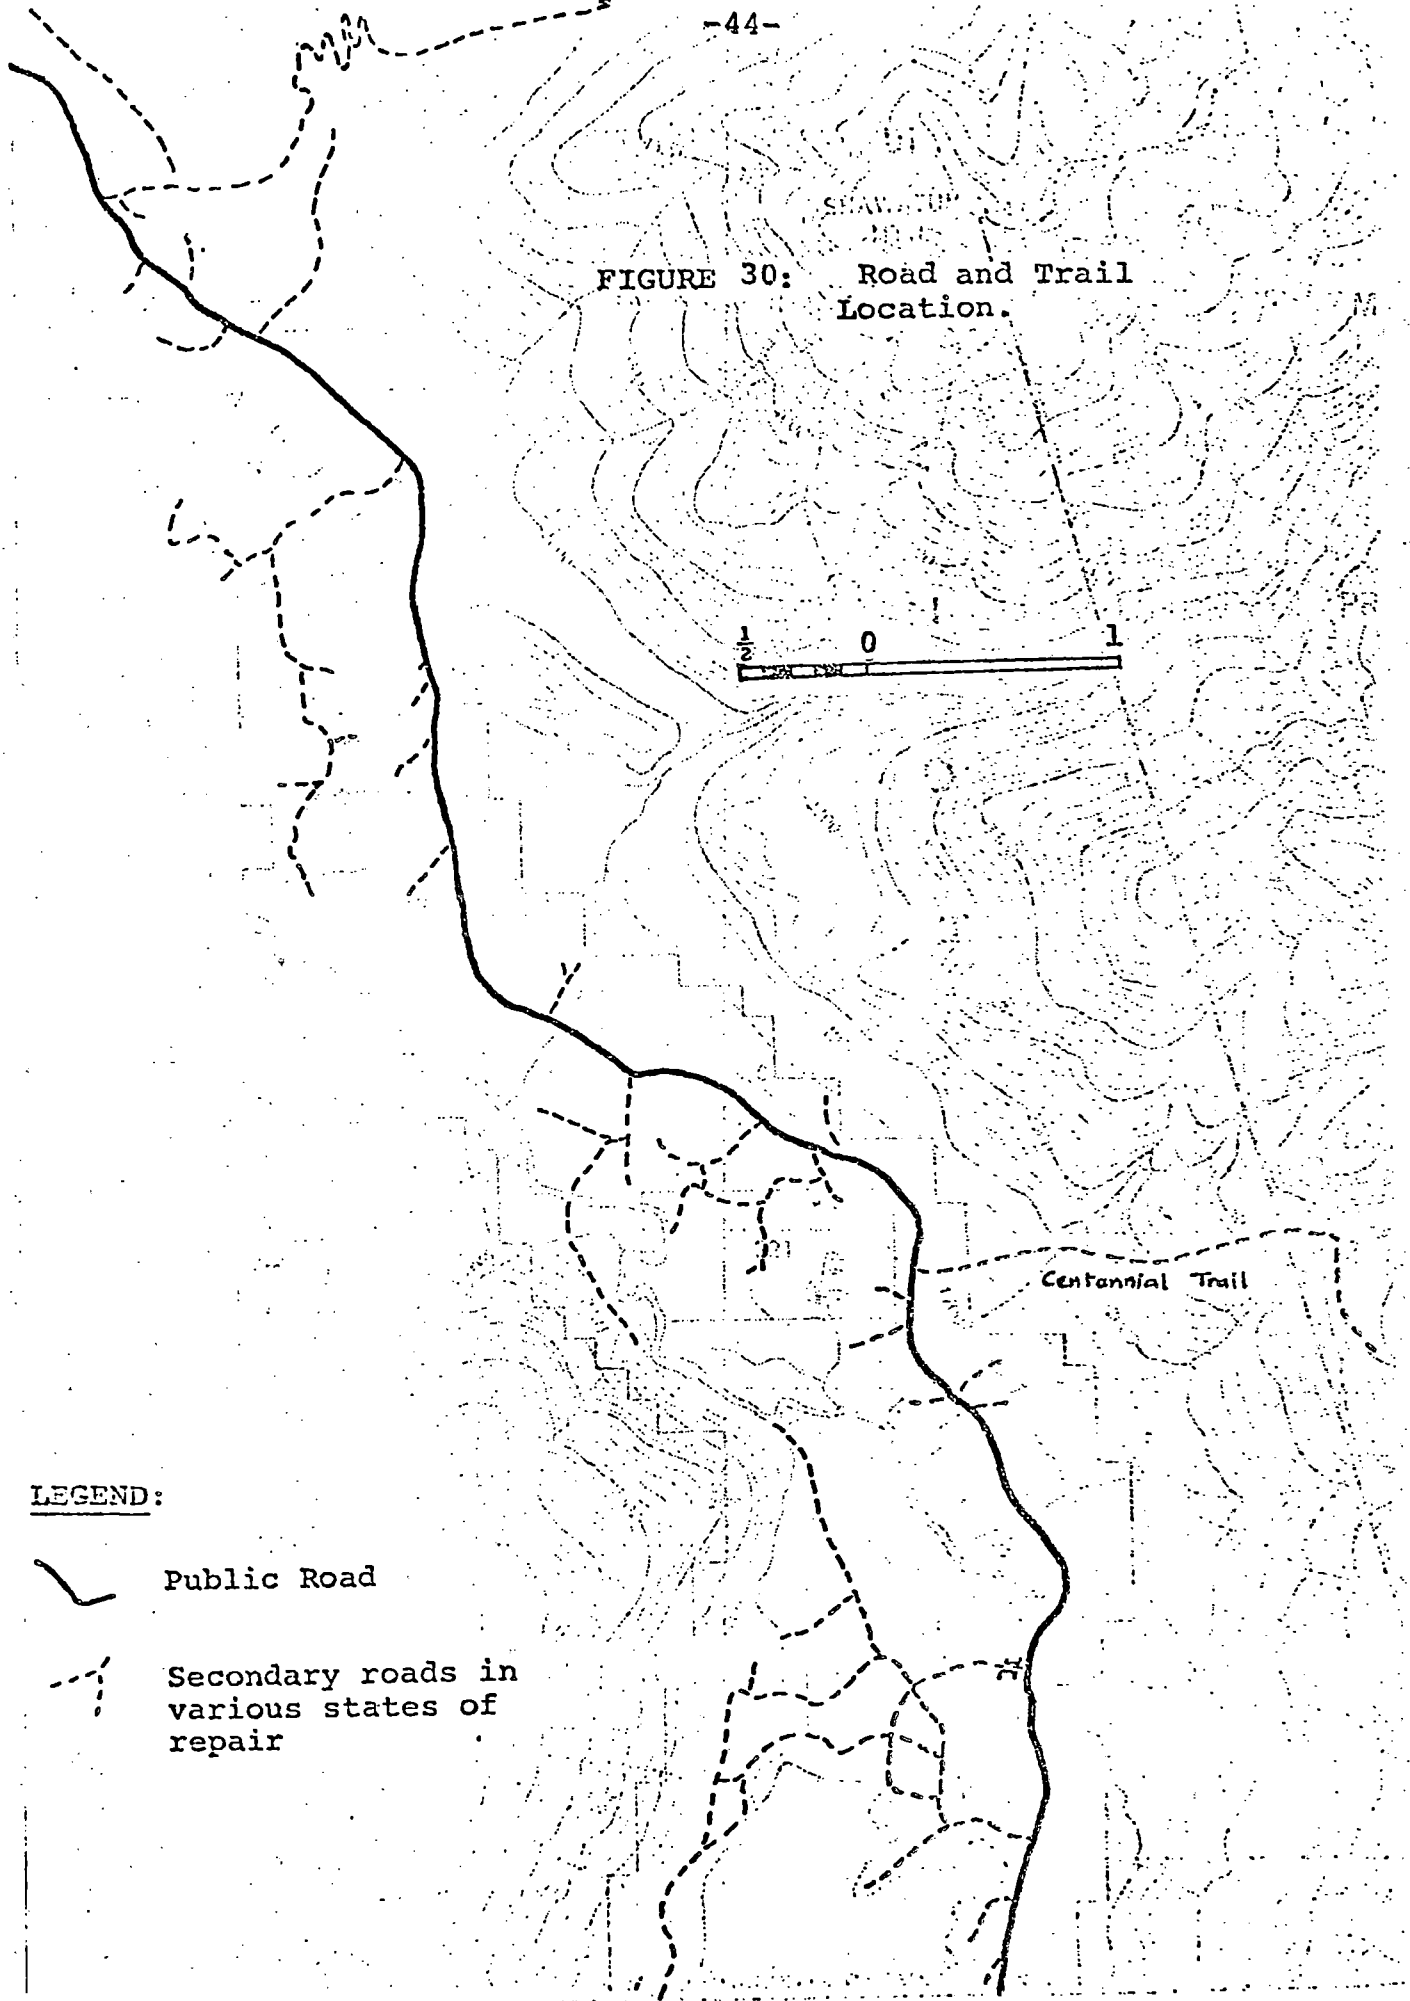 -44-
FIGURE 30: Road and Trail
Location.
1/2 0 1
Centannial Trail
LEGEND:
Public Road
Secondary roads in
various states of
repair